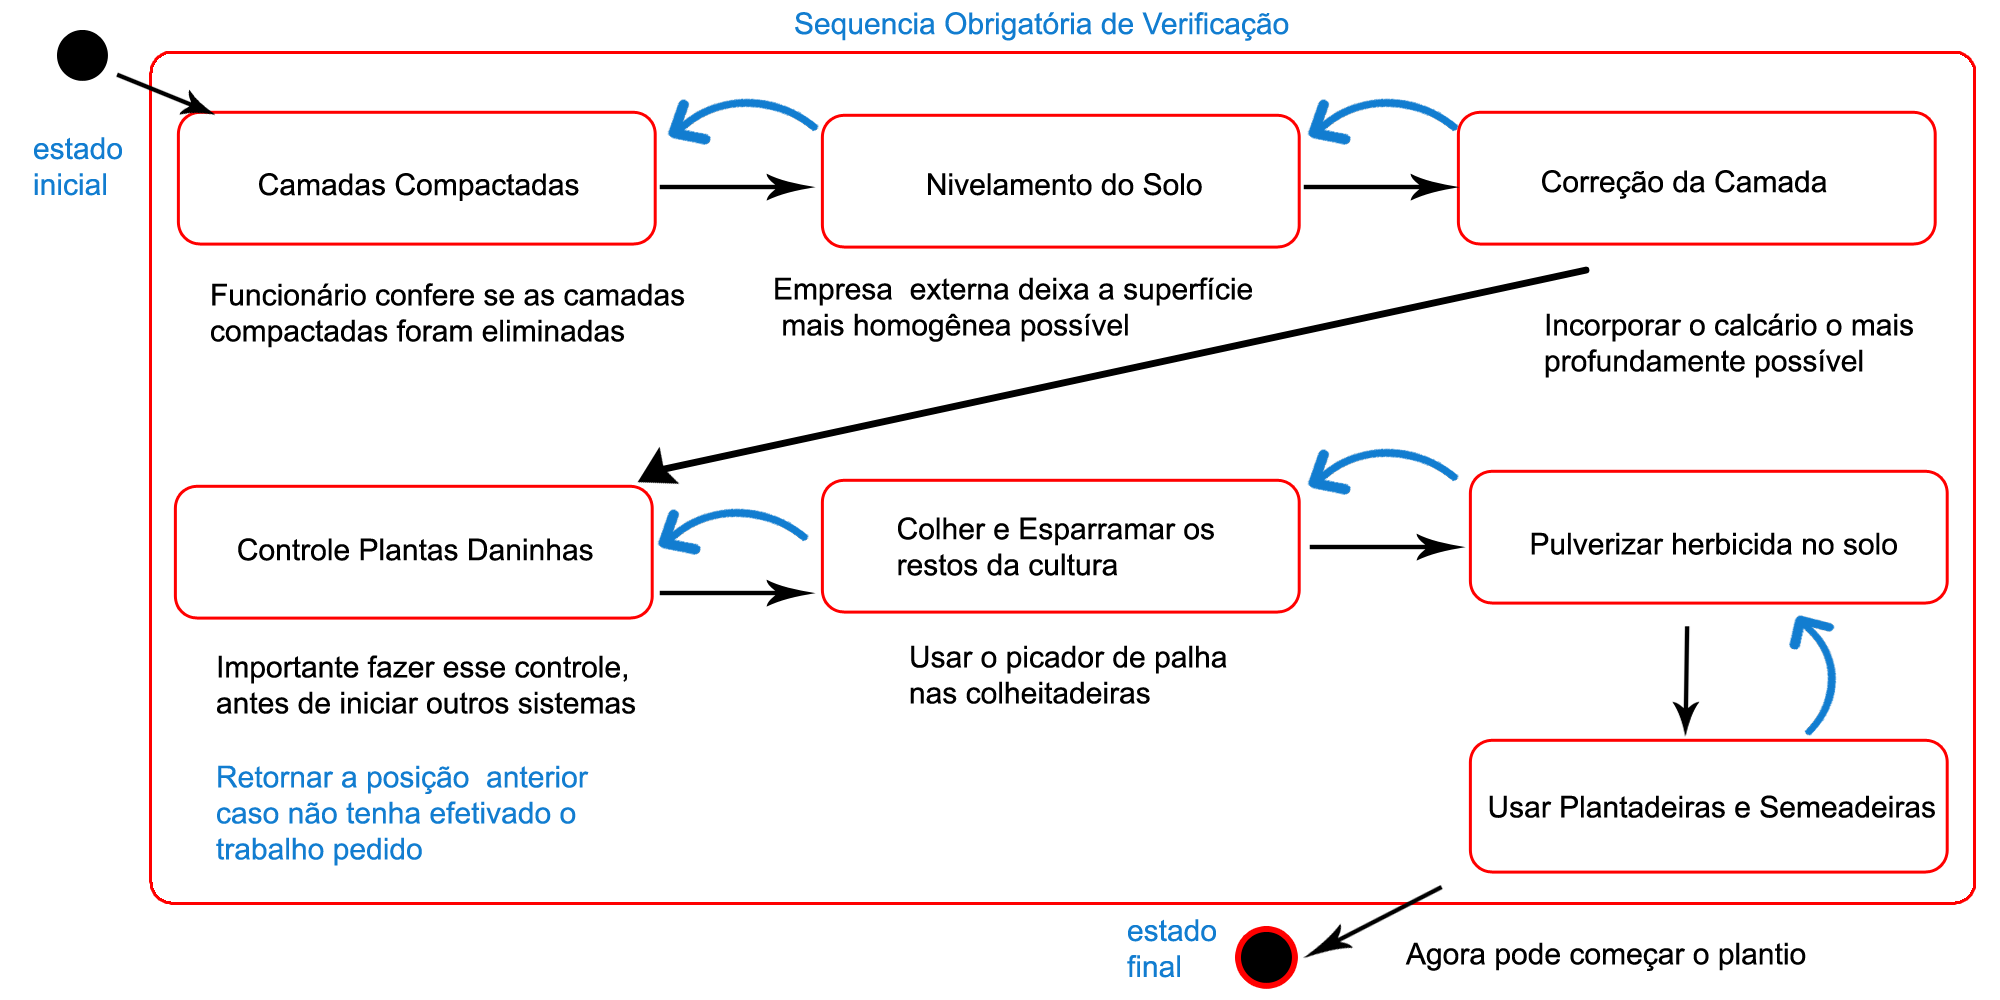 Sequencia Obrigatória de Verificação
estado
inicial
Camadas Compactadas
Nivelamento do Solo
Correção da Camada
Funcionário confere se as camadas
compactadas foram eliminadas
Empresa  externa deixa a superfície
mais homogênea possível
Incorporar o calcário o mais
profundamente possível
Controle Plantas Daninhas
Colher e Esparramar os
restos da cultura
Pulverizar herbicida no solo
Importante fazer esse controle,
antes de iniciar outros sistemas
Usar o picador de palha
nas colheitadeiras
Retornar a posição  anterior
caso não tenha efetivado o
trabalho pedido
Usar Plantadeiras e Semeadeiras
estado
final
Agora pode começar o plantio